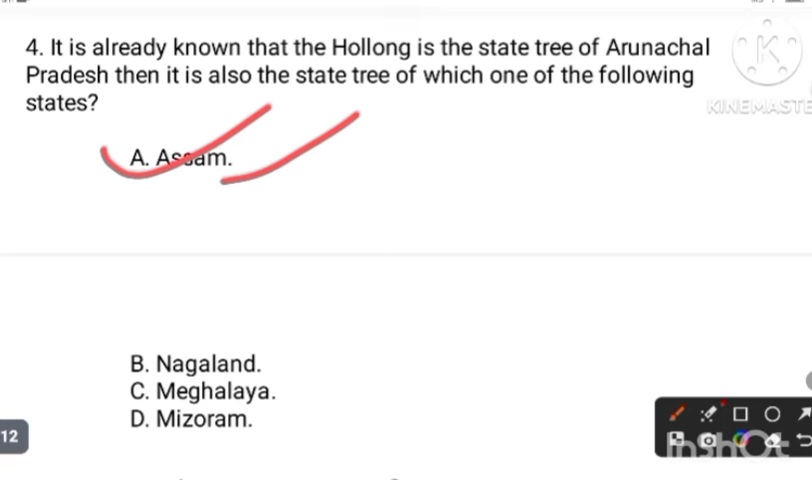 4. It is already known that the Hollong is the state tree of Arunachal
Pradesh then it is also the state tree of which one of the following
states?
K
KINEMASTE
A. Assam.
B. Nagaland.
C. Meghalaya.
D. Mizoram.
12
InShOt